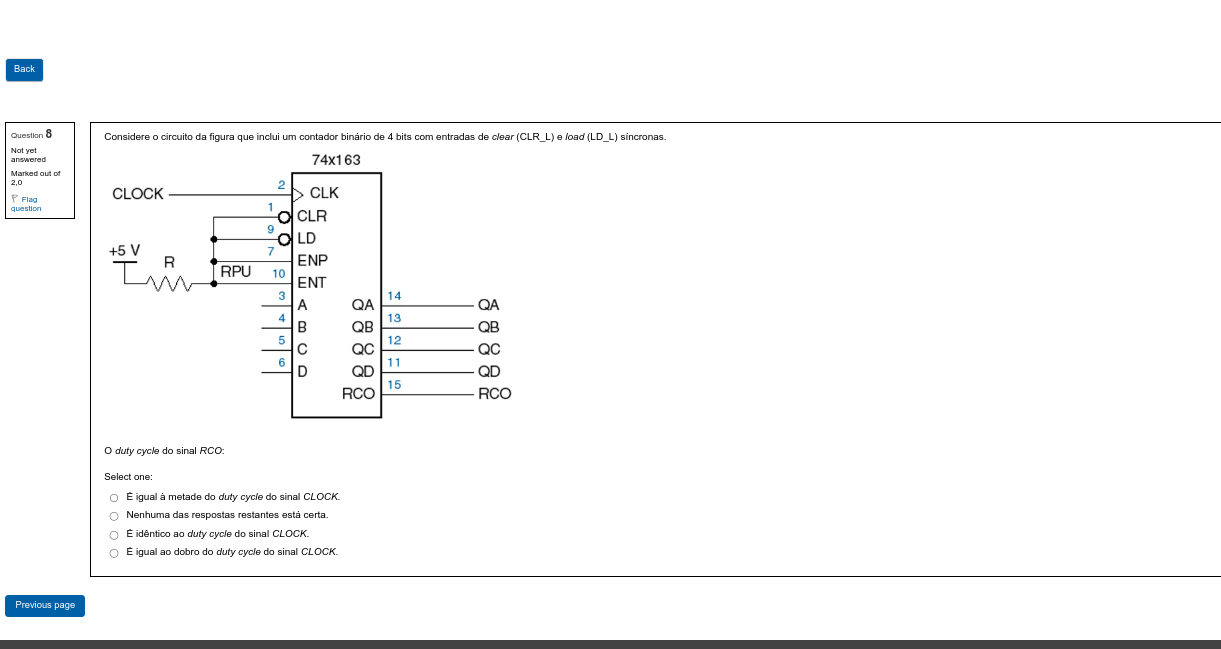 Back
Question 8
Not yet
answered
Marked out of
2,0
Flag
question
Considere o circuito da figura que inclui um contador binário de 4 bits com entradas de clear (CLR_L) e load (LD_L) síncronas.
74x163
CLOCK 2 CLK
1 CLR
9 LD
+5 V R 7 ENP
RPU 10 ENT
3 A QA 14 QA
4 B QB 13 QB
5 C QC 12 QC
6 D QD 11 QD
RCO 15 RCO
O duty cycle do sinal RCO:
Select one:
É igual à metade do duty cycle do sinal CLOCK.
Nenhuma das respostas restantes está certa.
É idêntico ao duty cycle do sinal CLOCK.
É igual ao dobro do duty cycle do sinal CLOCK.
Previous page